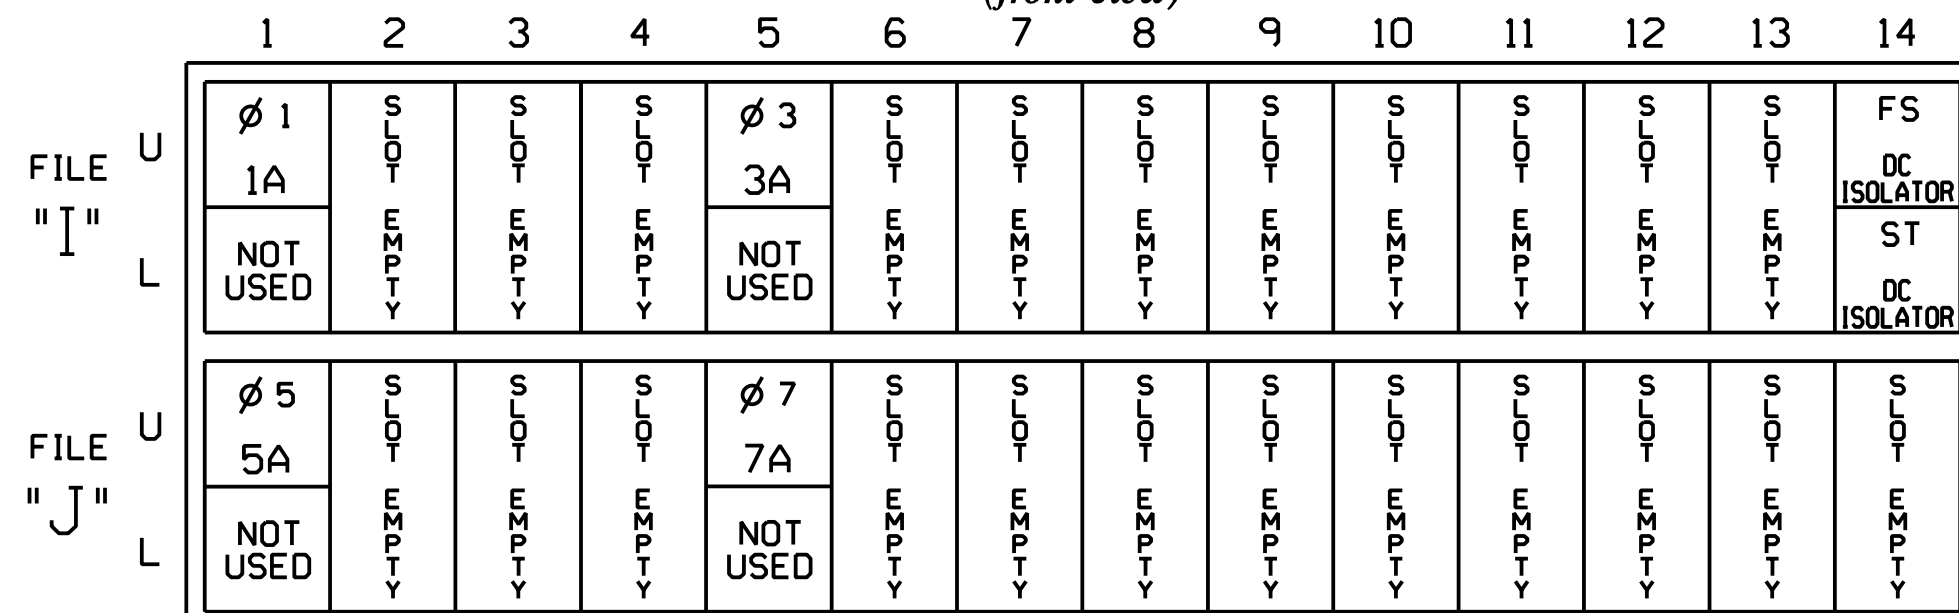 (front view)
1 2 3 4 5 6 7 8 9 10 11 12 13 14
FILE "I"
U
L
Ø 1
1A
NOT
USED
SLOT EMPTY
SLOT EMPTY
SLOT EMPTY
Ø 3
3A
NOT
USED
SLOT EMPTY
SLOT EMPTY
SLOT EMPTY
SLOT EMPTY
SLOT EMPTY
SLOT EMPTY
SLOT EMPTY
SLOT EMPTY
FS
DC
ISOLATOR
ST
DC
ISOLATOR
FILE "J"
U
L
Ø 5
5A
NOT
USED
SLOT EMPTY
SLOT EMPTY
SLOT EMPTY
Ø 7
7A
NOT
USED
SLOT EMPTY
SLOT EMPTY
SLOT EMPTY
SLOT EMPTY
SLOT EMPTY
SLOT EMPTY
SLOT EMPTY
SLOT EMPTY
SLOT EMPTY